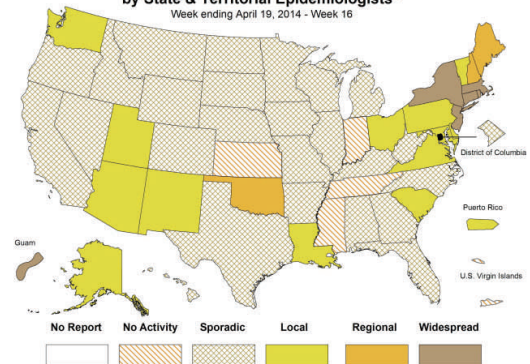 by State & Territorial Epidemiologists
Week ending April 19, 2014 - Week 16
District of Columbia
Puerto Rico
Guam
U.S. Virgin Islands
No Report No Activity Sporadic Local Regional Widespread